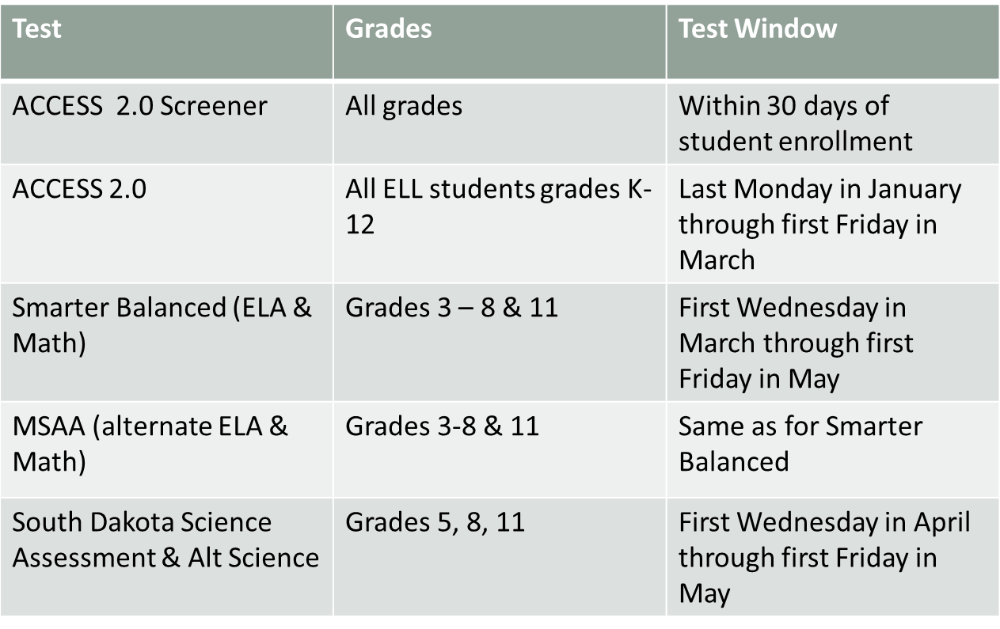 Test
Grades
Test Window
ACCESS  2.0 Screener
All grades
Within 30 days of
student enrollment
ACCESS 2.0
All ELL students grades K-
12
Last Monday in January
through first Friday in
March
Smarter Balanced (ELA &
Math)
Grades 3 – 8 & 11
First Wednesday in
March through first
Friday in May
MSAA (alternate ELA &
Math)
Grades 3-8 & 11
Same as for Smarter
Balanced
South Dakota Science
Assessment & Alt Science
Grades 5, 8, 11
First Wednesday in April
through first Friday in
May